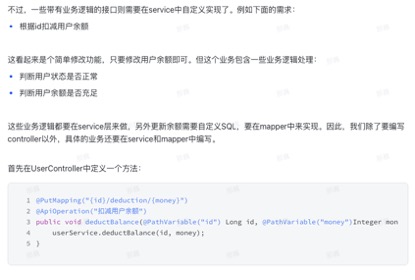 不过，一些带有业务逻辑的接口则需要在service中自定义实现了。例如下面的需求：
• 根据id扣减用户余额
这看起来是个简单修改功能，只要修改用户余额即可。但这个业务包含一些业务逻辑处理：
• 判断用户状态是否正常
• 判断用户余额是否充足
这些业务逻辑都要在service层来做，另外更新余额需要自定义SQL，要在mapper中来实现。因此，我们除了要编写
controller以外，具体的业务还要在service和mapper中编写。
首先在UserController中定义一个方法：
1 @PutMapping("{id}/deduction/{money}")
2 @ApiOperation("扣减用户余额")
3 public void deductBalance(@PathVariable("id") Long id, @PathVariable("money")Integer mon
4 userService.deductBalance(id, money);
5 }